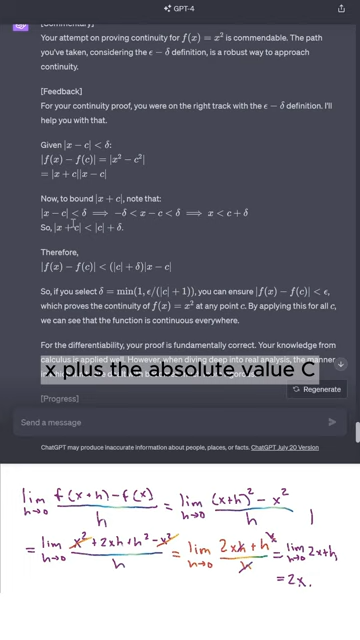 GPT-4
[Commentary]
Your attempt on proving continuity for f(x) = x² is commendable. The path
you've taken, considering the ϵ − δ definition, is a robust way to approach
continuity.
[Feedback]
For your continuity proof, you were on the right track with the ϵ − δ definition. I'll
help you with that.
Given |x − c| < δ:
|f(x) − f(c)| = |x² − c²|
= |x + c||x − c|
Now, to bound |x + c|, note that:
|x − c| < δ ⟹ −δ < x − c < δ ⟹ x < c + δ
So, |x + c| < |c| + δ.
Therefore,
|f(x) − f(c)| < (|c| + δ)|x − c|
So, if you select δ = min(1, ϵ/(|c| + 1)), you can ensure |f(x) − f(c)| < ϵ,
which proves the continuity of f(x) = x² at any point c. By applying this for all c,
we can see that the function is continuous everywhere.
For the differentiability, your proof is fundamentally correct. Your knowledge from
calculus is applied well. However, when diving deep into real analysis, the manner
x plus the absolute value C
[Progress]
Regenerate
Send a message
ChatGPT may produce inaccurate information about people, places, or facts.
lim h→0 f(x+h) − f(x) / h = lim h→0 (x+h)² − x² / h
= lim h→0 x² + 2xh + h² − x² / h = lim h→0 2xh + h² / h = lim h→0 2x+h
= 2x.